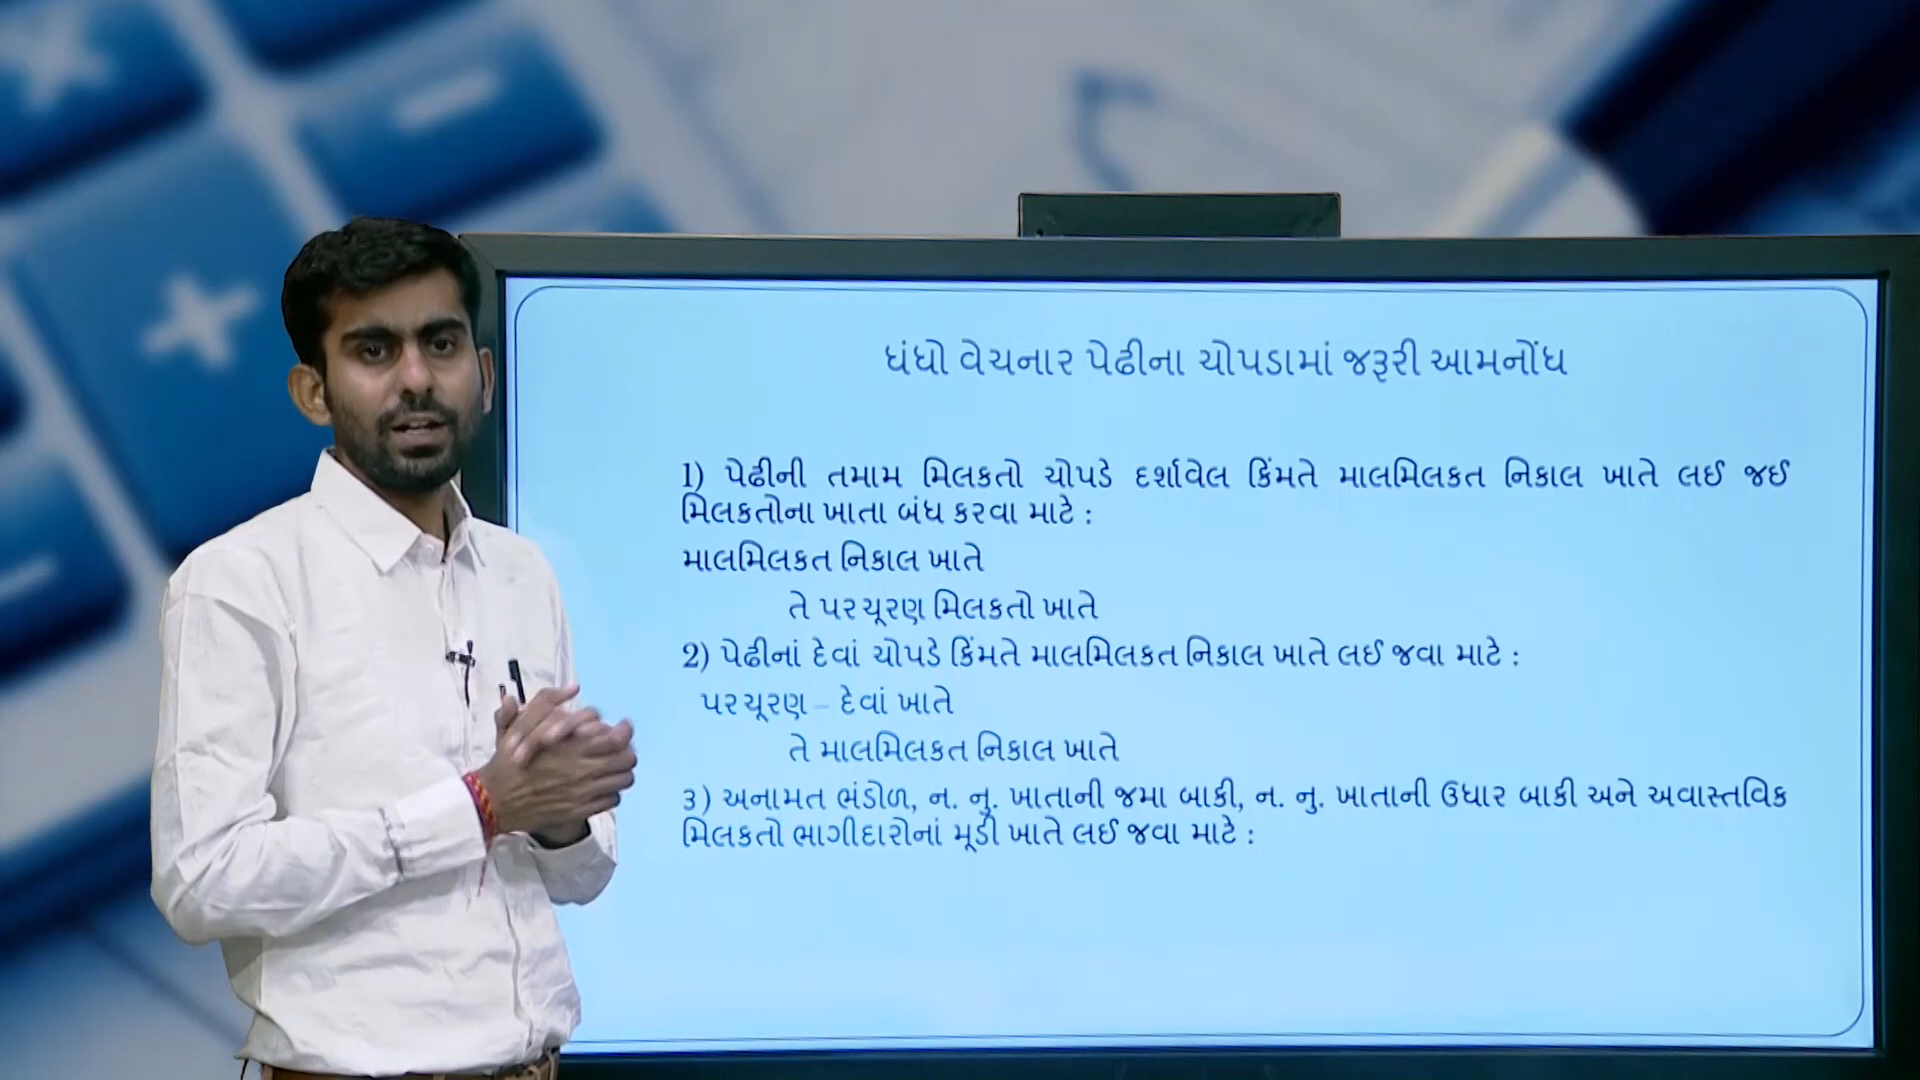 ધંધો વેચનાર પેઢીના ચોપડામાં જરૂરી આમનોંધ
1) પેઢીની તમામ મિલકતો ચોપડે દર્શાવેલ કિંમતે માલમિલકત નિકાલ ખાતે લઈ જઈ
મિલકતોના ખાતા બંધ કરવા માટે :
માલમિલકત નિકાલ ખાતે
તે પરચૂરણ મિલકતો ખાતે
2) પેઢીનાં દેવાં ચોપડે કિંમતે માલમિલકત નિકાલ ખાતે લઈ જવા માટે :
પરચૂરણ – દેવાં ખાતે
તે માલમિલકત નિકાલ ખાતે
૩) અનામત ભંડોળ, ન. નુ. ખાતાની જમા બાકી, ન. નુ. ખાતાની ઉધાર બાકી અને અવાસ્તવિક
મિલકતો ભાગીદારોનાં મૂડી ખાતે લઈ જવા માટે :